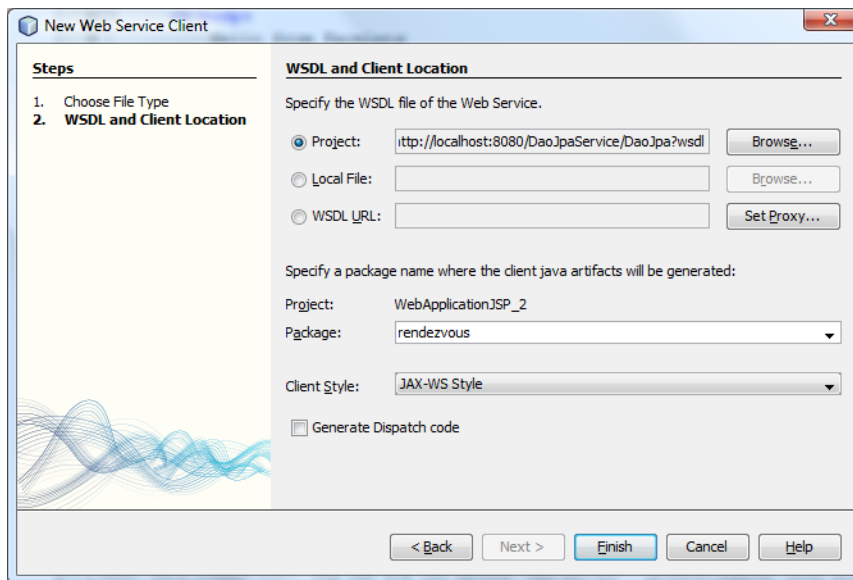 New Web Service Client
Steps
1. Choose File Type
2. WSDL and Client Location
WSDL and Client Location
Specify the WSDL file of the Web Service.
Project: ttp://localhost:8080/DaoJpaService/DaoJpa?wsdl Browse...
Local File: Browse...
WSDL URL: Set Proxy...
Specify a package name where the client java artifacts will be generated:
Project: WebApplicationJSP_2
Package: rendezvous
Client Style: JAX-WS Style
Generate Dispatch code
< Back Next > Finish Cancel Help